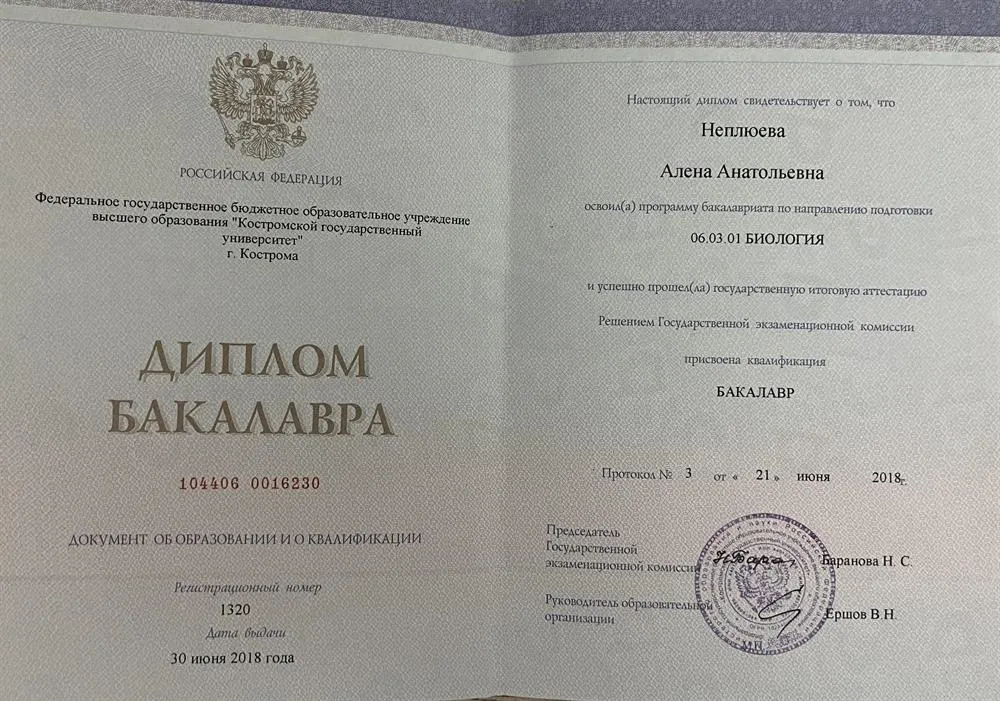 РОССИЙСКАЯ ФЕДЕРАЦИЯ
Федеральное государственное бюджетное образовательное учреждение
высшего образования "Костромской государственный
университет"
г. Кострома
ДИПЛОМ
БАКАЛАВРА
104406 0016230
ДОКУМЕНТ ОБ ОБРАЗОВАНИИ И О КВАЛИФИКАЦИИ
Регистрационный номер
1320
Дата выдачи
30 июня 2018 года
Настоящий диплом свидетельствует о том, что
Неплюева
Алена Анатольевна
освоил(а) программу бакалавриата по направлению подготовки
06.03.01 БИОЛОГИЯ
и успешно прошел(ла) государственную итоговую аттестацию
Решением Государственной экзаменационной комиссии
присвоена квалификация
БАКАЛАВР
Протокол № 3 от « 21 » июня 2018 г.
Председатель
Государственной
экзаменационной комиссии Баранова Н. С.
Руководитель образовательной
организации Ершов В.Н.
М.П.